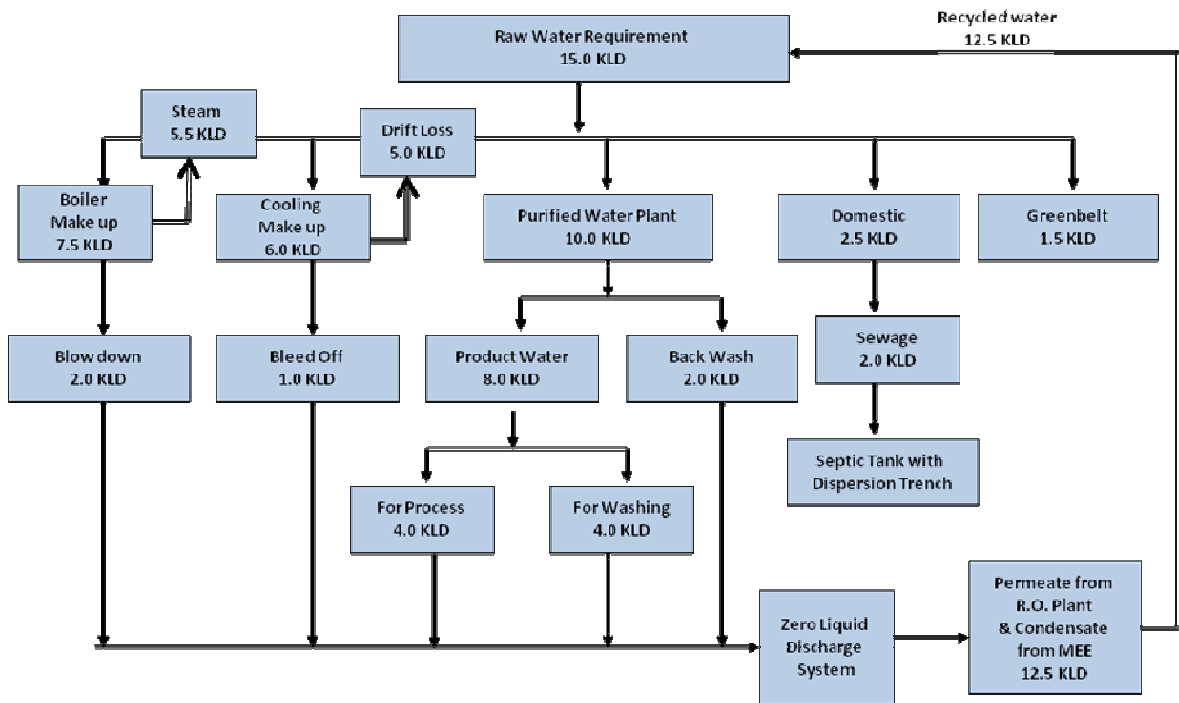 Recycled water
12.5 KLD
Raw Water Requirement
15.0 KLD
Steam
5.5 KLD
Drift Loss
5.0 KLD
Boiler
Make up
7.5 KLD
Cooling
Make up
6.0 KLD
Purified Water Plant
10.0 KLD
Domestic
2.5 KLD
Greenbelt
1.5 KLD
Blow down
2.0 KLD
Bleed Off
1.0 KLD
Product Water
8.0 KLD
Back Wash
2.0 KLD
Sewage
2.0 KLD
Septic Tank with
Dispersion Trench
For Process
4.0 KLD
For Washing
4.0 KLD
Zero Liquid
Discharge
System
Permeate from
R.O. Plant
& Condensate
from MEE
12.5 KLD